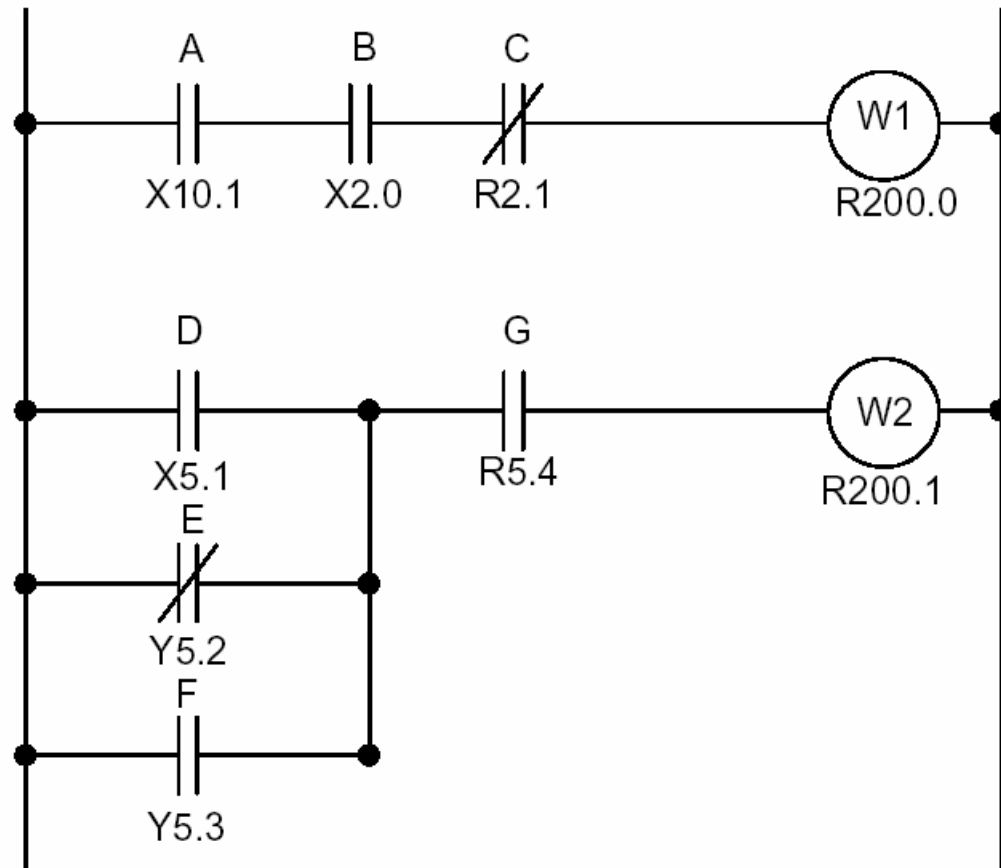 A B C
W1
X10.1 X2.0 R2.1 R200.0
D G
W2
X5.1 R5.4 R200.1
E
Y5.2
F
Y5.3